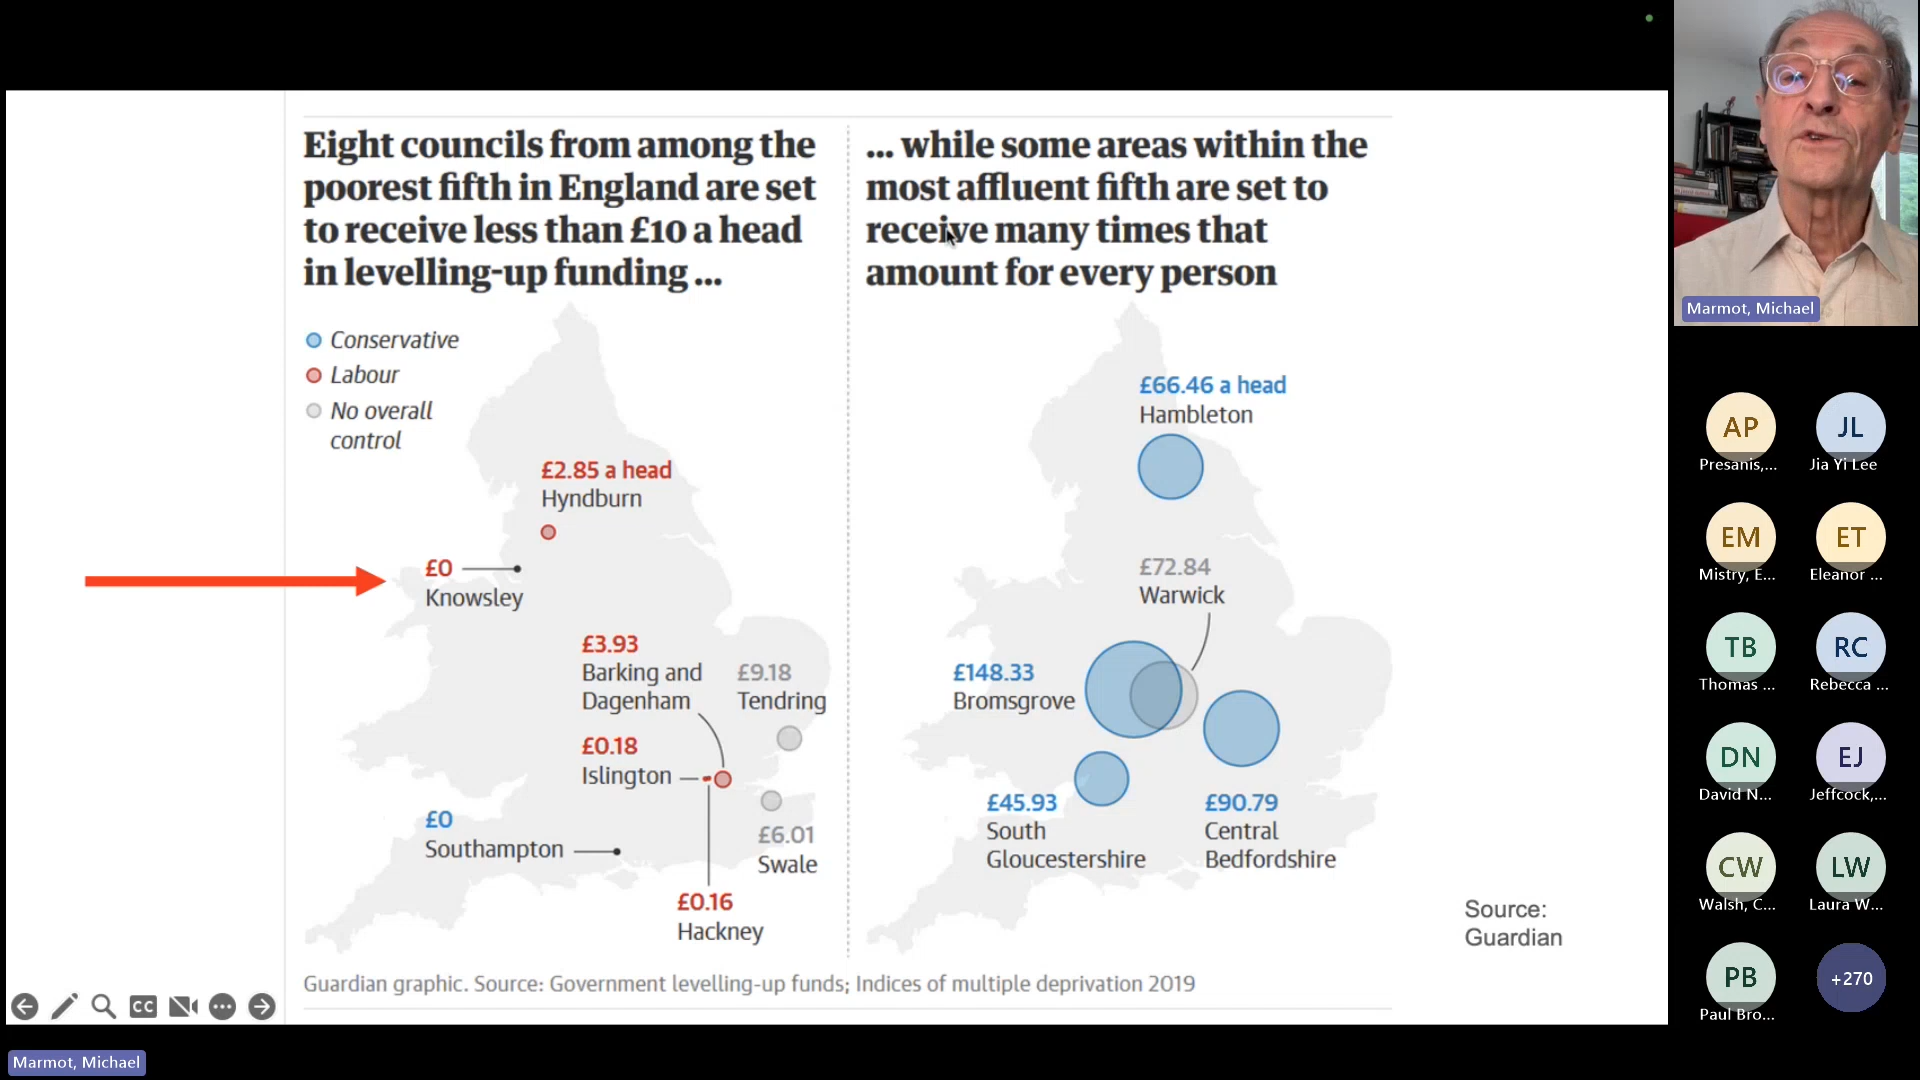 Eight councils from among the
poorest fifth in England are set
to receive less than £10 a head
in levelling-up funding ...
... while some areas within the
most affluent fifth are set to
receive many times that
amount for every person
Conservative
Labour
No overall
control
£2.85 a head
Hyndburn
£0
Knowsley
£3.93
Barking and
Dagenham
£9.18
Tendring
£0.18
Islington
£0
Southampton
£6.01
Swale
£0.16
Hackney
£66.46 a head
Hambleton
£72.84
Warwick
£148.33
Bromsgrove
£45.93
South
Gloucestershire
£90.79
Central
Bedfordshire
Source:
Guardian
Guardian graphic. Source: Government levelling-up funds; Indices of multiple deprivation 2019
CC
Marmot, Michael
Marmot, Michael
AP
Presanis,...
JL
Jia Yi Lee
EM
Mistry, E...
ET
Eleanor ...
TB
Thomas ...
RC
Rebecca ...
DN
David N...
EJ
Jeffcock,...
CW
Walsh, C...
LW
Laura W...
PB
Paul Bro...
+270